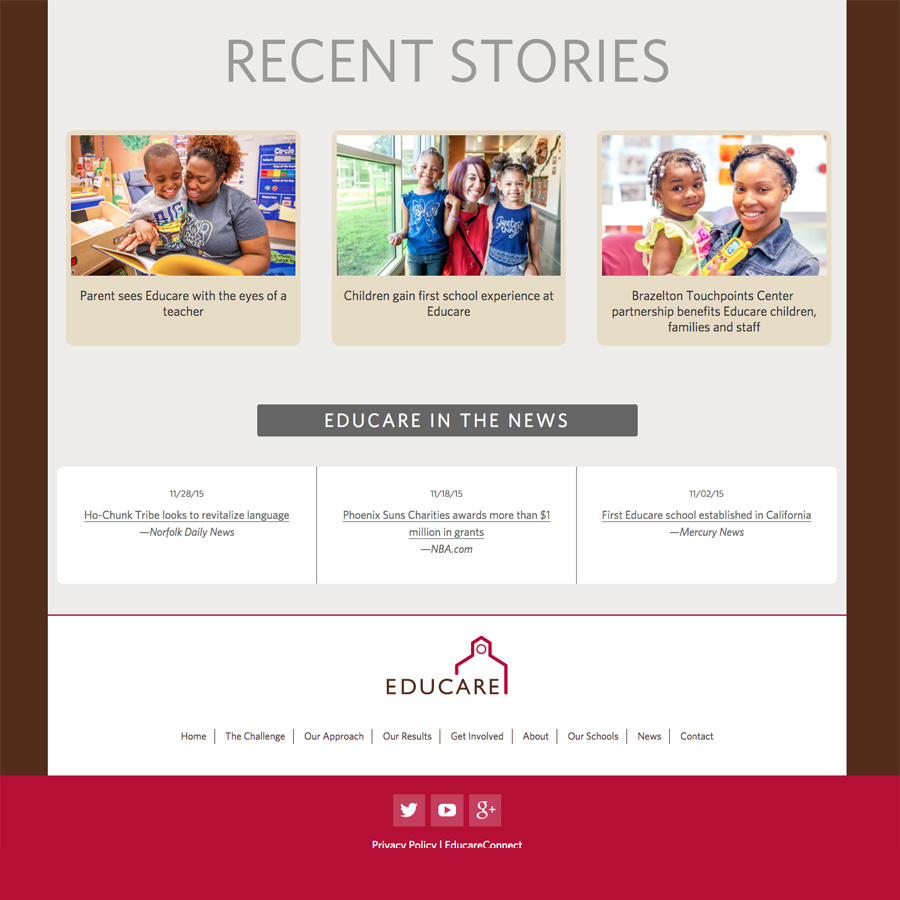 RECENT STORIES
Circle
BIG
Parent sees Educare with the eyes of a
teacher
Children gain first school experience at
Educare
Brazelton Touchpoints Center
partnership benefits Educare children,
families and staff
EDUCARE IN THE NEWS
11/28/15
Ho-Chunk Tribe looks to revitalize language
—Norfolk Daily News
11/18/15
Phoenix Suns Charities awards more than $1
million in grants
—NBA.com
11/02/15
First Educare school established in California
—Mercury News
EDUCARE
Home
The Challenge
Our Approach
Our Results
Get Involved
About
Our Schools
News
Contact
g+
Privacy Policy | EducareConnect